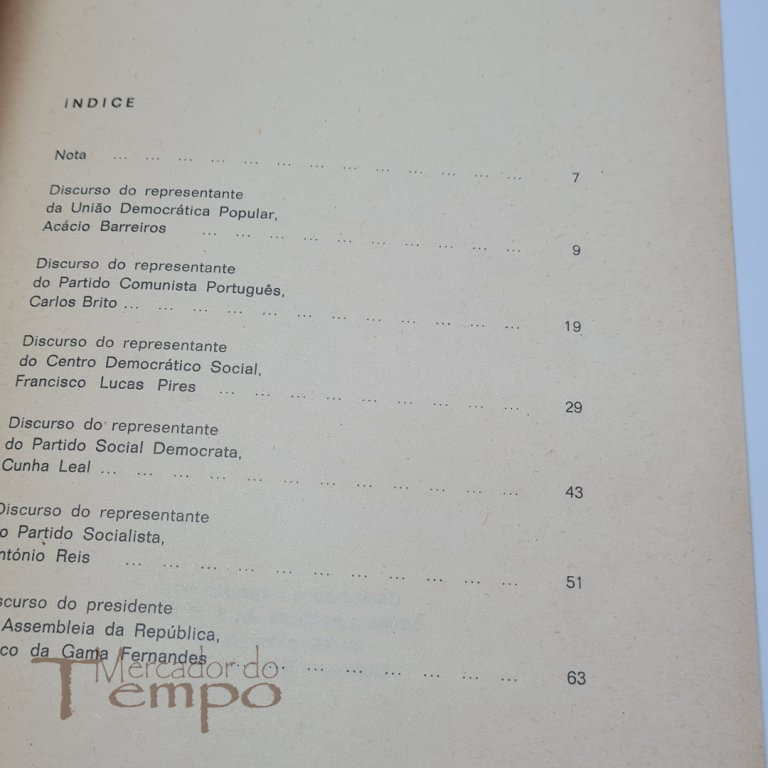 ÍNDICE
Nota ... ... ... ... ... ... ... ... ... ... ... ... ... 7
Discurso do representante
da União Democrática Popular,
Acácio Barreiros ... ... ... ... ... ... ... ... ... ... 9
Discurso do representante
do Partido Comunista Português,
Carlos Brito ... ... ... ... ... ... ... ... ... ... ... ... 19
Discurso do representante
do Centro Democrático Social,
Francisco Lucas Pires ... ... ... ... ... ... ... ... ... 29
Discurso do representante
do Partido Social Democrata,
Cunha Leal ... ... ... ... ... ... ... ... ... ... ... ... 43
Discurso do representante
o Partido Socialista,
ntónio Reis ... ... ... ... ... ... ... ... ... ... ... 51
scurso do presidente
Assembleia da República,
co da Gama Fernandes ... ... ... ... ... ... ... ... 63
Mercador do
Tempo